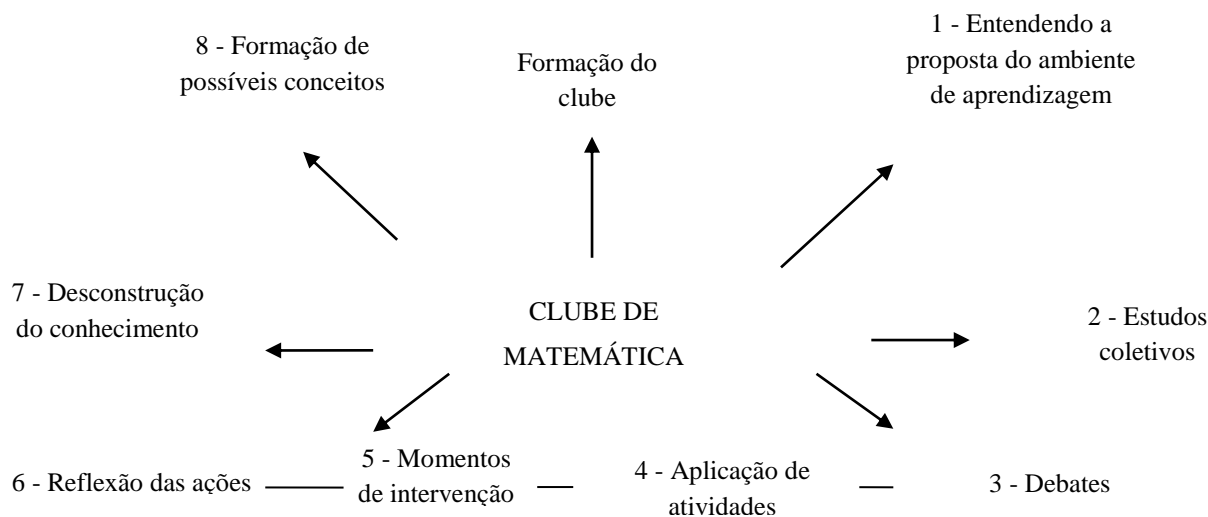 8 - Formação de
possíveis conceitos
Formação do
clube
1 - Entendendo a
proposta do ambiente
de aprendizagem
7 - Desconstrução
do conhecimento
CLUBE DE
MATEMÁTICA
2 - Estudos
coletivos
6 - Reflexão das ações
5 - Momentos
de intervenção
4 - Aplicação de
atividades
3 - Debates